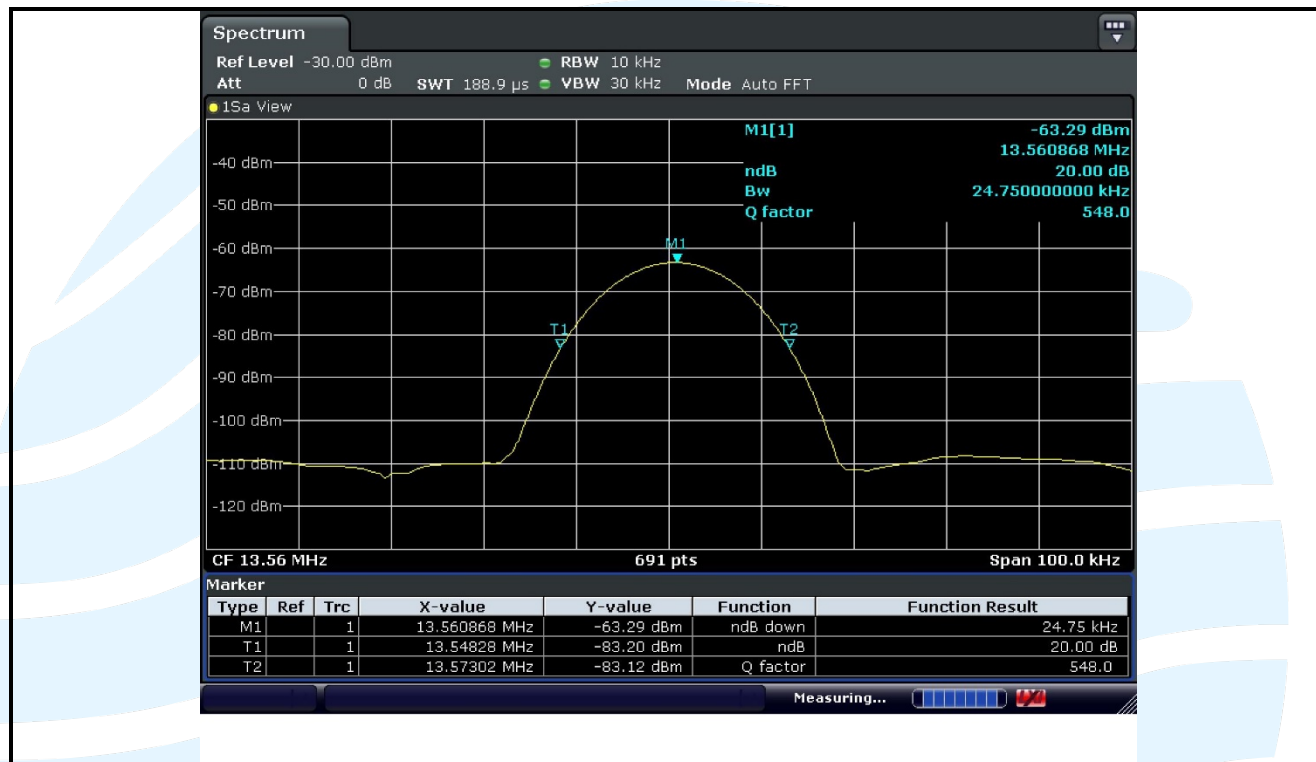 Spectrum
Ref Level -30.00 dBm RBW 10 kHz
Att 0 dB SWT 188.9 µs VBW 30 kHz Mode Auto FFT
1Sa View
M1[1] -63.29 dBm
13.560868 MHz
ndB 20.00 dB
Bw 24.750000000 kHz
Q factor 548.0
-40 dBm
-50 dBm
-60 dBm
M1
-70 dBm
T1 T2
-80 dBm
-90 dBm
-100 dBm
-110 dBm
-120 dBm
CF 13.56 MHz 691 pts Span 100.0 kHz
Marker
Type Ref Trc X-value Y-value Function Function Result
M1 1 13.560868 MHz -63.29 dBm ndB down 24.75 kHz
T1 1 13.54828 MHz -83.20 dBm ndB 20.00 dB
T2 1 13.57302 MHz -83.12 dBm Q factor 548.0
Measuring...